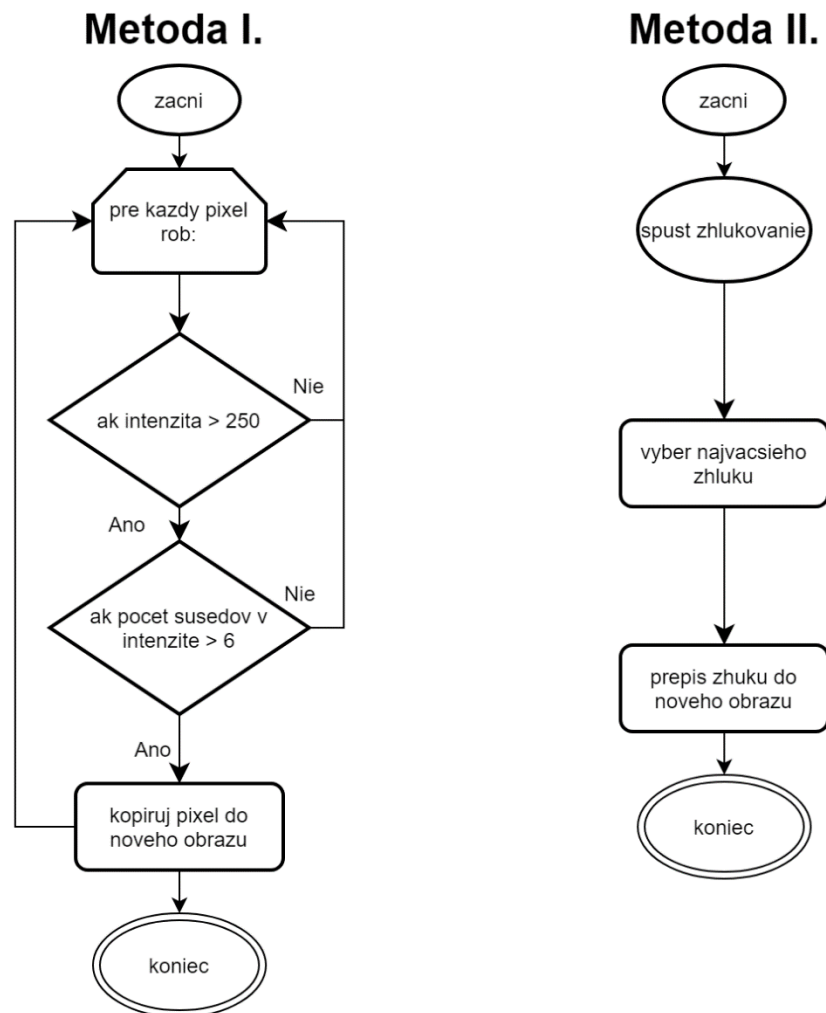 Metoda I.
zacni
pre kazdy pixel
rob:
Nie
ak intenzita > 250
Ano
Nie
ak pocet susedov v
intenzite > 6
Ano
kopiruj pixel do
noveho obrazu
koniec
Metoda II.
zacni
spust zhlukovanie
vyber najvacsieho
zhluku
prepis zhuku do
noveho obrazu
koniec